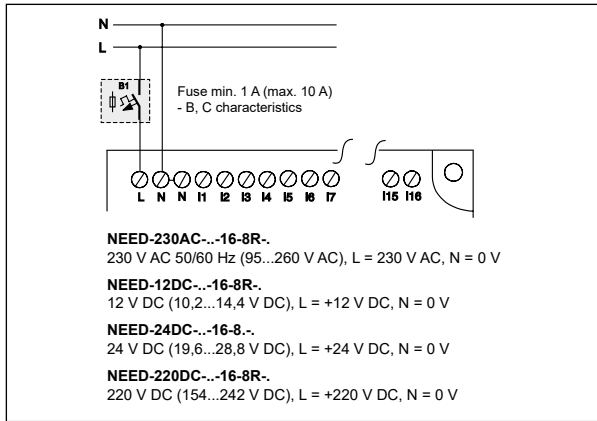 N
L
B1
Fuse min. 1 A (max. 10 A)
- B, C characteristics
L N N I1 I2 I3 I4 I5 I6 I7 I15 I16
NEED-230AC-..-16-8R-.
230 V AC 50/60 Hz (95...260 V AC), L = 230 V AC, N = 0 V
NEED-12DC-..-16-8R-.
12 V DC (10,2...14,4 V DC), L = +12 V DC, N = 0 V
NEED-24DC-..-16-8.-.
24 V DC (19,6...28,8 V DC), L = +24 V DC, N = 0 V
NEED-220DC-..-16-8R-.
220 V DC (154...242 V DC), L = +220 V DC, N = 0 V